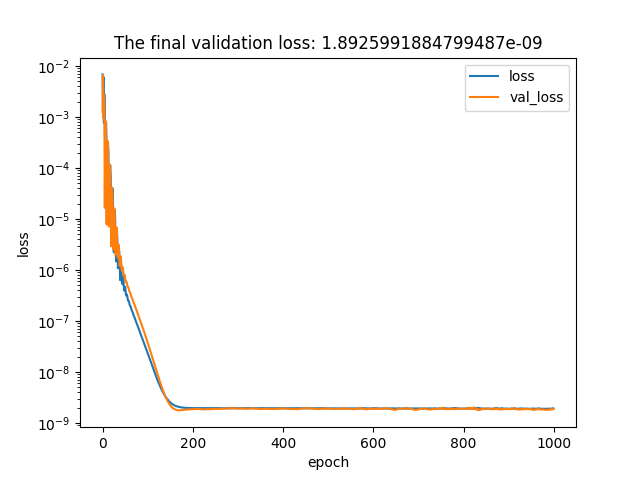 The final validation loss: 1.8925991884799487e-09
loss
val_loss
10⁻²
10⁻³
10⁻⁴
10⁻⁵
10⁻⁶
10⁻⁷
10⁻⁸
10⁻⁹
loss
0
200
400
600
800
1000
epoch